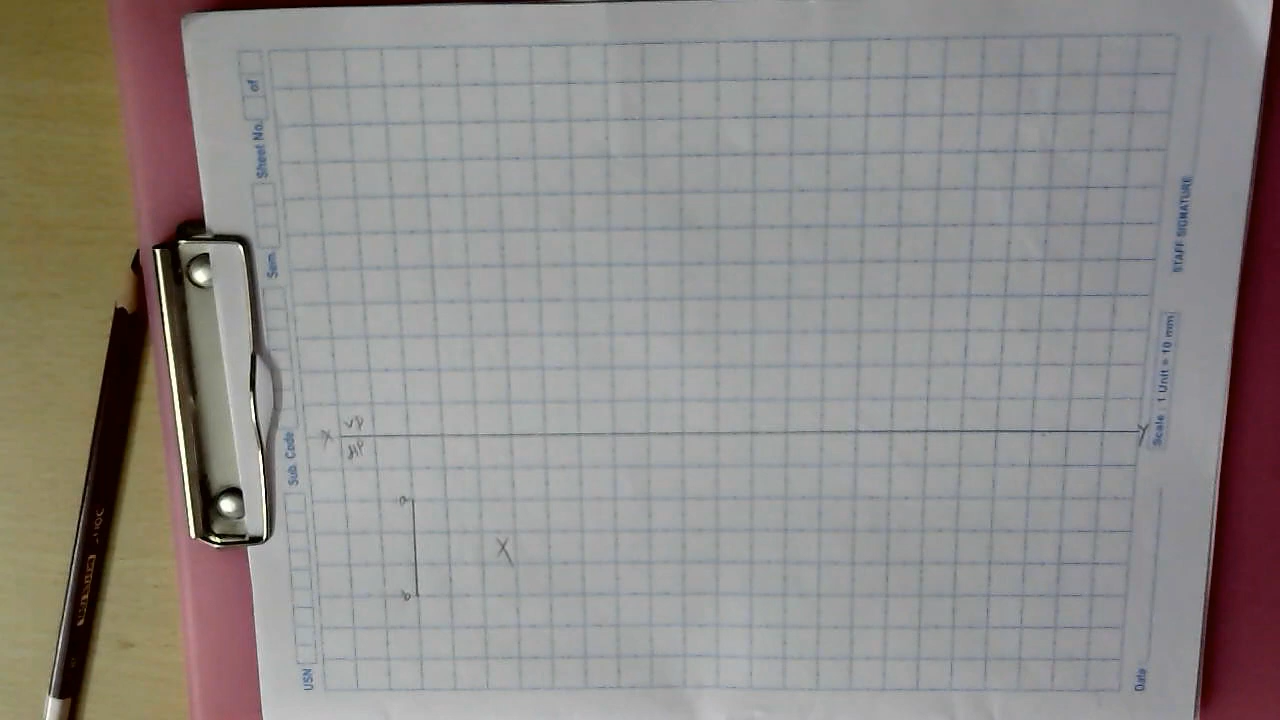 USN Sub. Code Sem. Sheet No. of
X
VP
HP
Y
a
b
X
Date Scale 1 Unit = 10 mm STAFF SIGNATURE